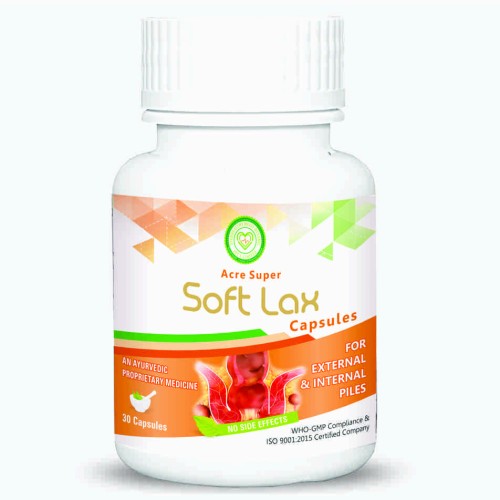 Acre Super
Soft Lax
Capsules
AN AYURVEDIC
PROPRIETARY MEDICINE
30 Capsules
FOR
EXTERNAL
& INTERNAL
PILES
NO SIDE EFFECTS
WHO-GMP Compliance &
ISO 9001:2015 Certified Company